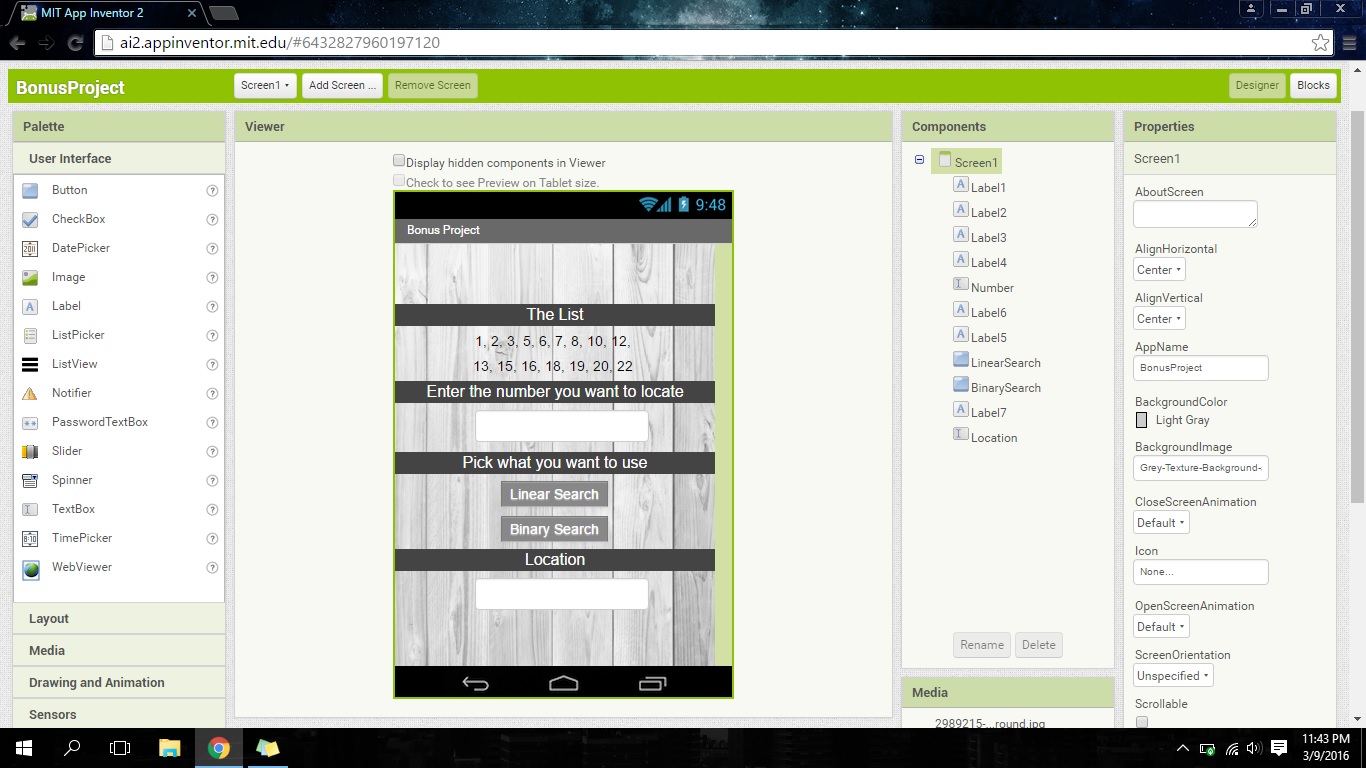 MIT App Inventor 2
ai2.appinventor.mit.edu/#6432827960197120
BonusProject
Screen1
Add Screen ...
Remove Screen
Designer
Blocks
Palette
User Interface
Button
CheckBox
DatePicker
Image
Label
ListPicker
ListView
Notifier
PasswordTextBox
Slider
Spinner
TextBox
TimePicker
WebViewer
Layout
Media
Drawing and Animation
Sensors
Viewer
Display hidden components in Viewer
Check to see Preview on Tablet size.
9:48
Bonus Project
The List
1, 2, 3, 5, 6, 7, 8, 10, 12,
13, 15, 16, 18, 19, 20, 22
Enter the number you want to locate
Pick what you want to use
Linear Search
Binary Search
Location
Components
Screen1
Label1
Label2
Label3
Label4
Number
Label6
Label5
LinearSearch
BinarySearch
Label7
Location
Rename
Delete
Media
2989215-...round.jpg
Properties
Screen1
AboutScreen
AlignHorizontal
Center
AlignVertical
Center
AppName
BonusProject
BackgroundColor
Light Gray
BackgroundImage
Grey-Texture-Background-
CloseScreenAnimation
Default
Icon
None...
OpenScreenAnimation
Default
ScreenOrientation
Unspecified
Scrollable
11:43 PM
3/9/2016